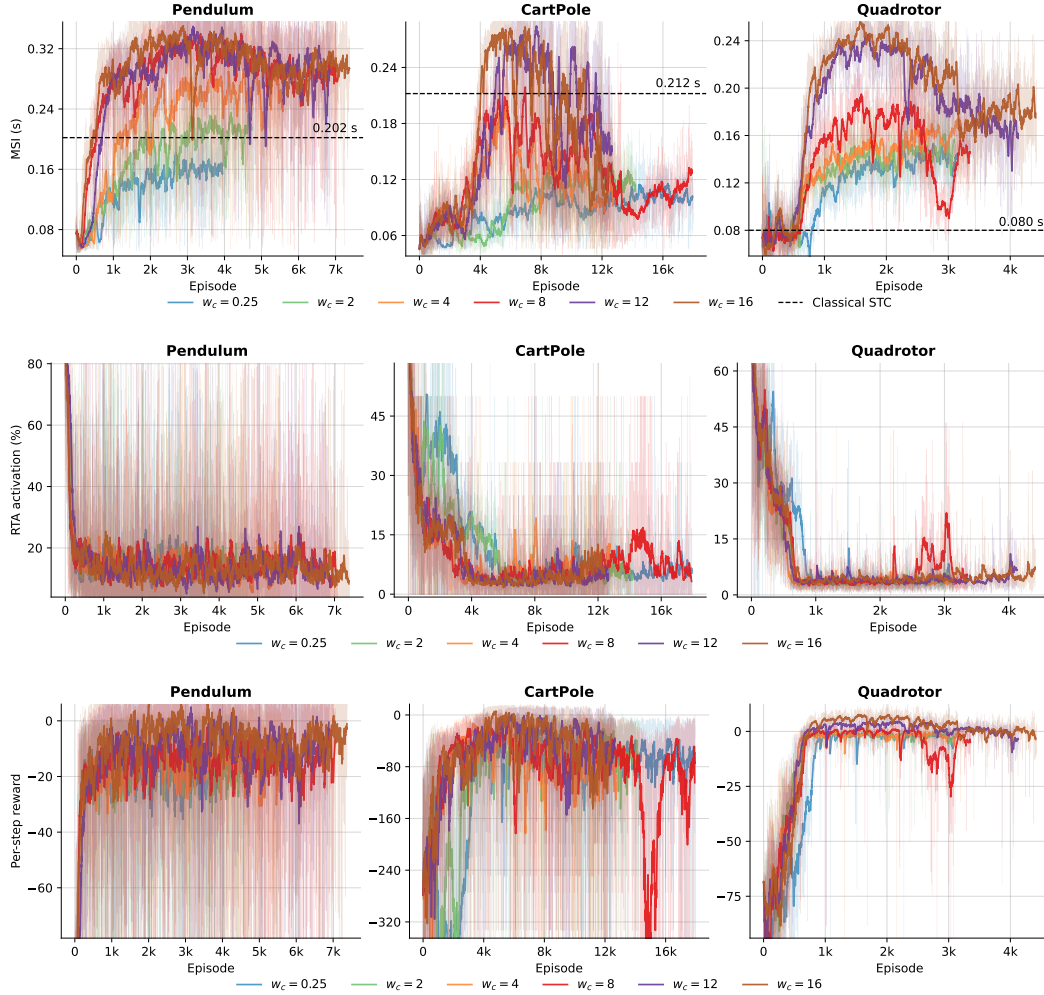 Pendulum CartPole Quadrotor
MSI (s)
0.32
0.24
0.16
0.08
0.202 s
0 1k 2k 3k 4k 5k 6k 7k
Episode
0.24
0.18
0.12
0.06
0.212 s
0 4k 8k 12k 16k
Episode
0.24
0.20
0.16
0.12
0.08
0.080 s
0 1k 2k 3k 4k
Episode
w_c = 0.25 w_c = 2 w_c = 4 w_c = 8 w_c = 12 w_c = 16 Classical STC
Pendulum CartPole Quadrotor
RTA activation (%)
80
60
40
20
0 1k 2k 3k 4k 5k 6k 7k
Episode
45
30
15
0
0 4k 8k 12k 16k
Episode
60
50
40
30
20
10
0
0 1k 2k 3k 4k
Episode
w_c = 0.25 w_c = 2 w_c = 4 w_c = 8 w_c = 12 w_c = 16
Pendulum CartPole Quadrotor
Per-step reward
0
−20
−40
−60
0 1k 2k 3k 4k 5k 6k 7k
Episode
0
−80
−160
−240
−320
0 4k 8k 12k 16k
Episode
0
−25
−50
−75
0 1k 2k 3k 4k
Episode
w_c = 0.25 w_c = 2 w_c = 4 w_c = 8 w_c = 12 w_c = 16